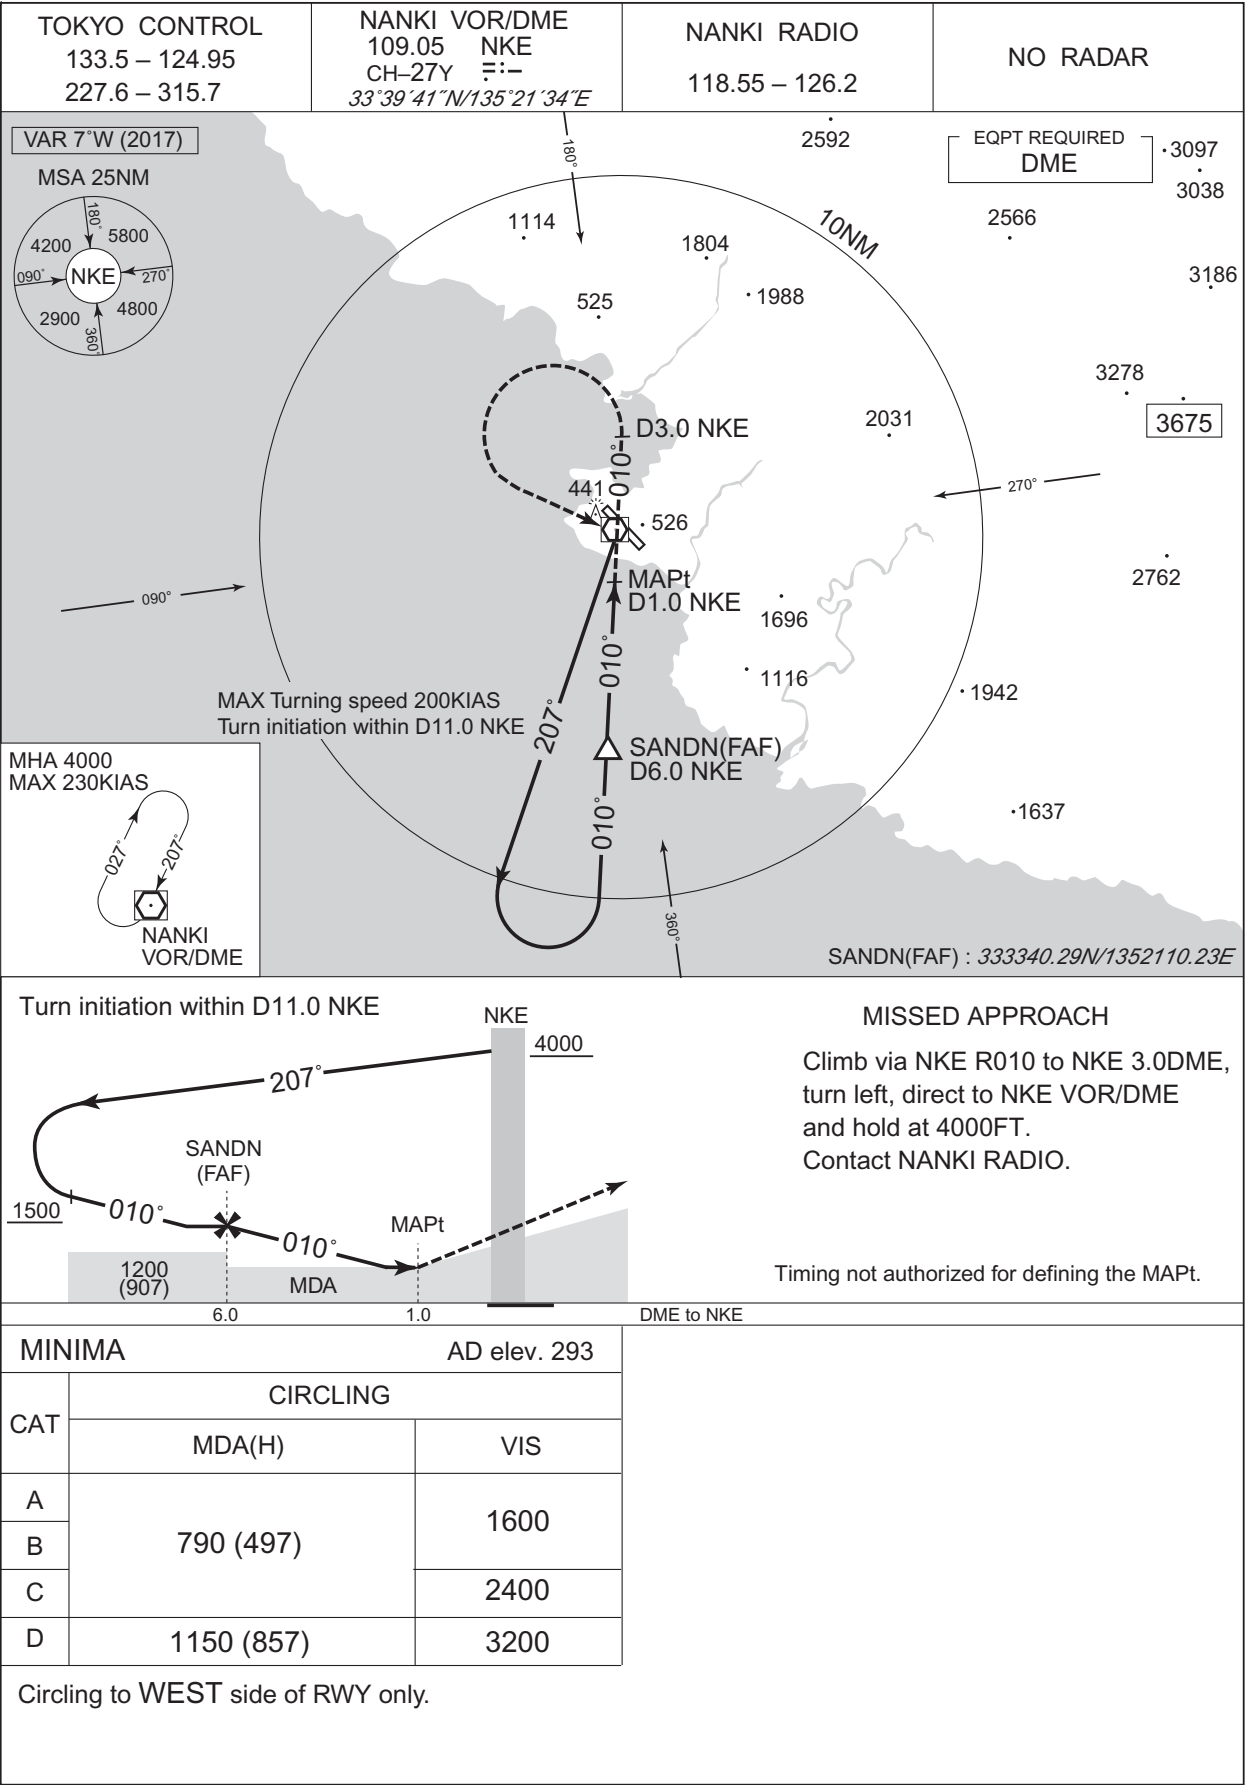 TOKYO CONTROL
133.5 – 124.95
227.6 – 315.7
NANKI VOR/DME
109.05 NKE
CH–27Y
33°39´41˝N/135°21´34˝E
NANKI RADIO
118.55 – 126.2
NO RADAR
VAR 7°W (2017)
MSA 25NM
180°
4200
5800
090°
NKE
270°
2900
4800
360°
180°
2592
EQPT REQUIRED
DME
3097
3038
2566
3186
1114
1804
10NM
525
1988
3278
3675
2031
D3.0 NKE
010°
441
526
270°
MAPt
D1.0 NKE
090°
2762
1696
010°
1116
1942
MAX Turning speed 200KIAS
Turn initiation within D11.0 NKE
207°
SANDN(FAF)
D6.0 NKE
010°
1637
MHA 4000
MAX 230KIAS
027°
207°
NANKI
VOR/DME
360°
SANDN(FAF) : 333340.29N/1352110.23E
Turn initiation within D11.0 NKE
NKE
4000
207°
SANDN
(FAF)
1500
010°
010°
MAPt
1200
(907)
MDA
6.0
1.0
DME to NKE
MISSED APPROACH
Climb via NKE R010 to NKE 3.0DME,
turn left, direct to NKE VOR/DME
and hold at 4000FT.
Contact NANKI RADIO.
Timing not authorized for defining the MAPt.
MINIMA
AD elev. 293
CAT
CIRCLING
MDA(H)
VIS
A
B
C
D
790 (497)
1600
2400
1150 (857)
3200
Circling to WEST side of RWY only.